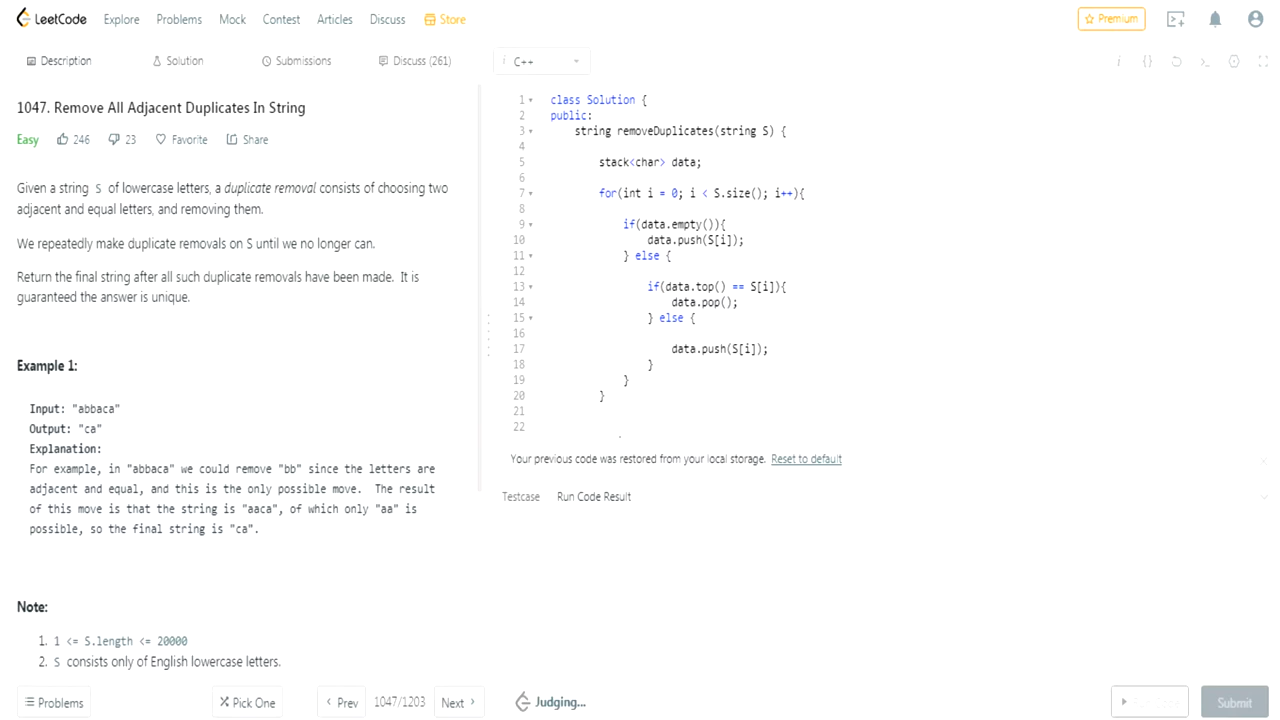 LeetCode Explore Problems Mock Contest Articles Discuss Store Premium
Description Solution Submissions Discuss (261) i C++
1047. Remove All Adjacent Duplicates In String
Easy 246 23 Favorite Share
Given a string S of lowercase letters, a duplicate removal consists of choosing two
adjacent and equal letters, and removing them.
We repeatedly make duplicate removals on S until we no longer can.
Return the final string after all such duplicate removals have been made. It is
guaranteed the answer is unique.
Example 1:
Input: "abbaca"
Output: "ca"
Explanation:
For example, in "abbaca" we could remove "bb" since the letters are
adjacent and equal, and this is the only possible move. The result
of this move is that the string is "aaca", of which only "aa" is
possible, so the final string is "ca".
Note:
1. 1 <= S.length <= 20000
2. S consists only of English lowercase letters.
1 class Solution {
2 public:
3 string removeDuplicates(string S) {
4
5 stack<char> data;
6
7 for(int i = 0; i < S.size(); i++){
8
9 if(data.empty()){
10 data.push(S[i]);
11 } else {
12
13 if(data.top() == S[i]){
14 data.pop();
15 } else {
16
17 data.push(S[i]);
18 }
19 }
20 }
21
22
Your previous code was restored from your local storage. Reset to default
Testcase Run Code Result
Problems Pick One Prev 1047/1203 Next Judging... Submit